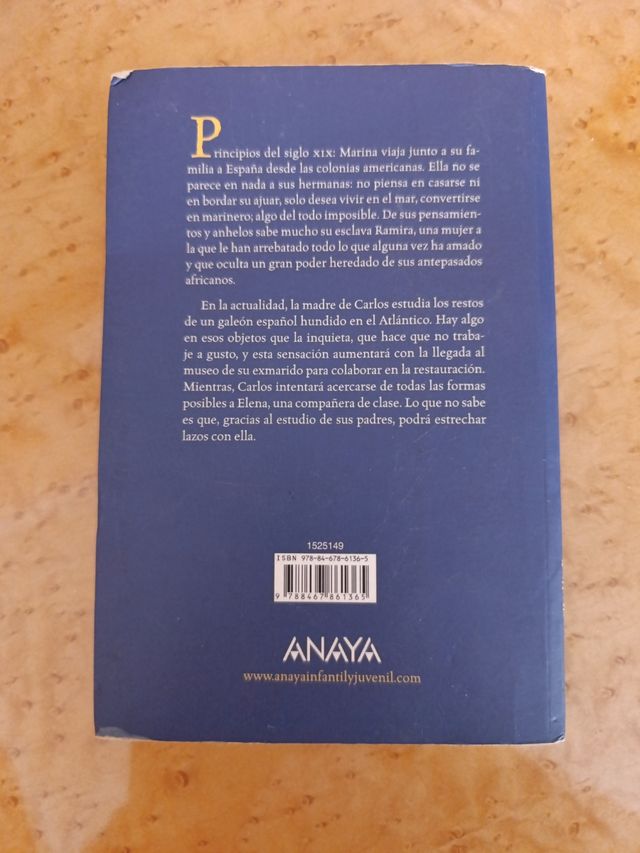 Principios del siglo XIX: Marina viaja junto a su fa-
milia a España desde las colonias americanas. Ella no se
parece en nada a sus hermanas: no piensa en casarse ni
en bordar su ajuar, solo desea vivir en el mar, convertirse
en marinero; algo del todo imposible. De sus pensamien-
tos y anhelos sabe mucho su esclava Ramira, una mujer a
la que le han arrebatado todo lo que alguna vez ha amado
y que oculta un gran poder heredado de sus antepasados
africanos.
En la actualidad, la madre de Carlos estudia los restos
de un galeón español hundido en el Atlántico. Hay algo
en esos objetos que la inquieta, que hace que no traba-
je a gusto, y esta sensación aumentará con la llegada al
museo de su exmarido para colaborar en la restauración.
Mientras, Carlos intentará acercarse de todas las formas
posibles a Elena, una compañera de clase. Lo que no sabe
es que, gracias al estudio de sus padres, podrá estrechar
lazos con ella.
1525149
ISBN 978-84-678-6136-5
9 788467 861365
ANAYA
www.anayainfantilyjuvenil.com